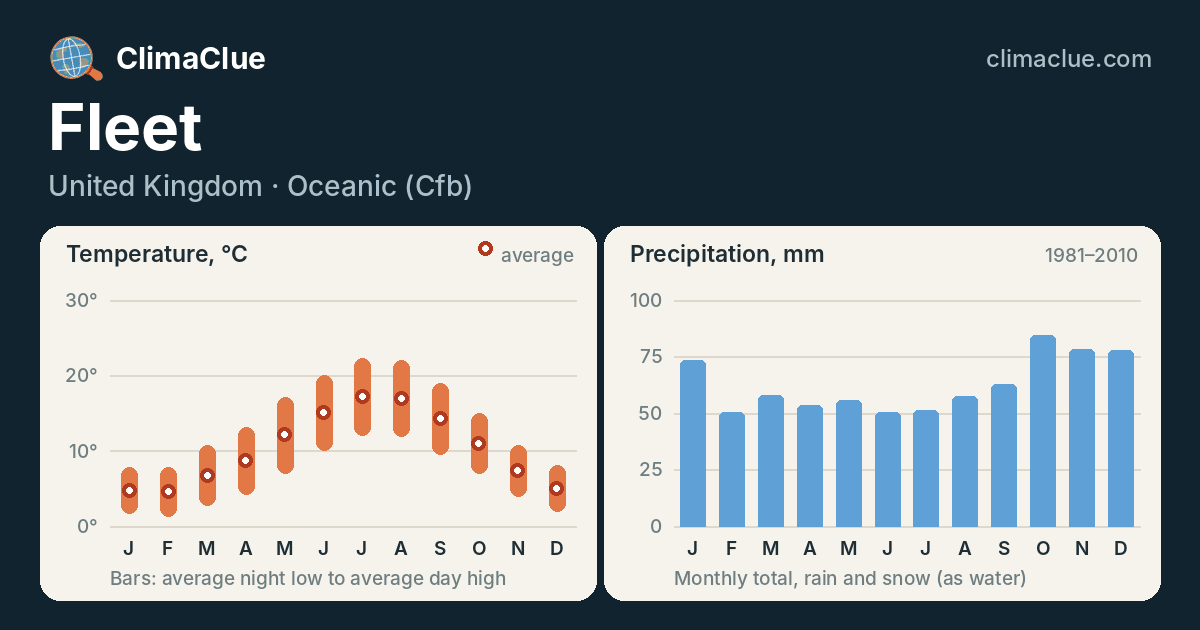 ClimaClue
climaclue.com
Fleet
United Kingdom · Oceanic (Cfb)
Temperature, °C
average
30°
20°
10°
0°
J F M A M J J A S O N D
Bars: average night low to average day high
Precipitation, mm
1981–2010
100
75
50
25
0
J F M A M J J A S O N D
Monthly total, rain and snow (as water)